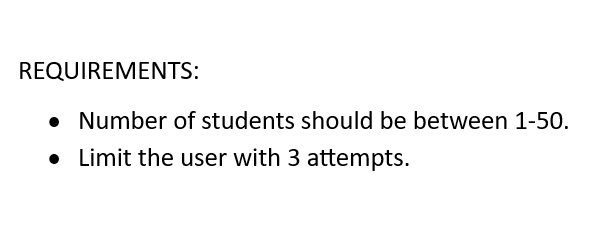 REQUIREMENTS:
• Number of students should be between 1-50.
• Limit the user with 3 attempts.